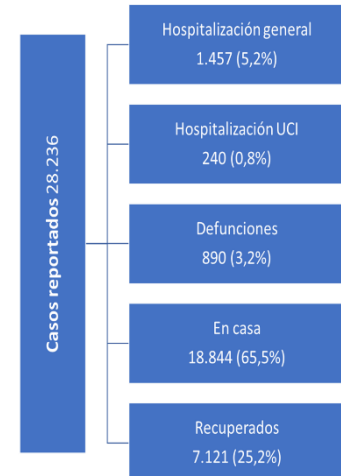 Casos reportados 28.236
Hospitalización general
1.457 (5,2%)
Hospitalización UCI
240 (0,8%)
Defunciones
890 (3,2%)
En casa
18.844 (65,5%)
Recuperados
7.121 (25,2%)